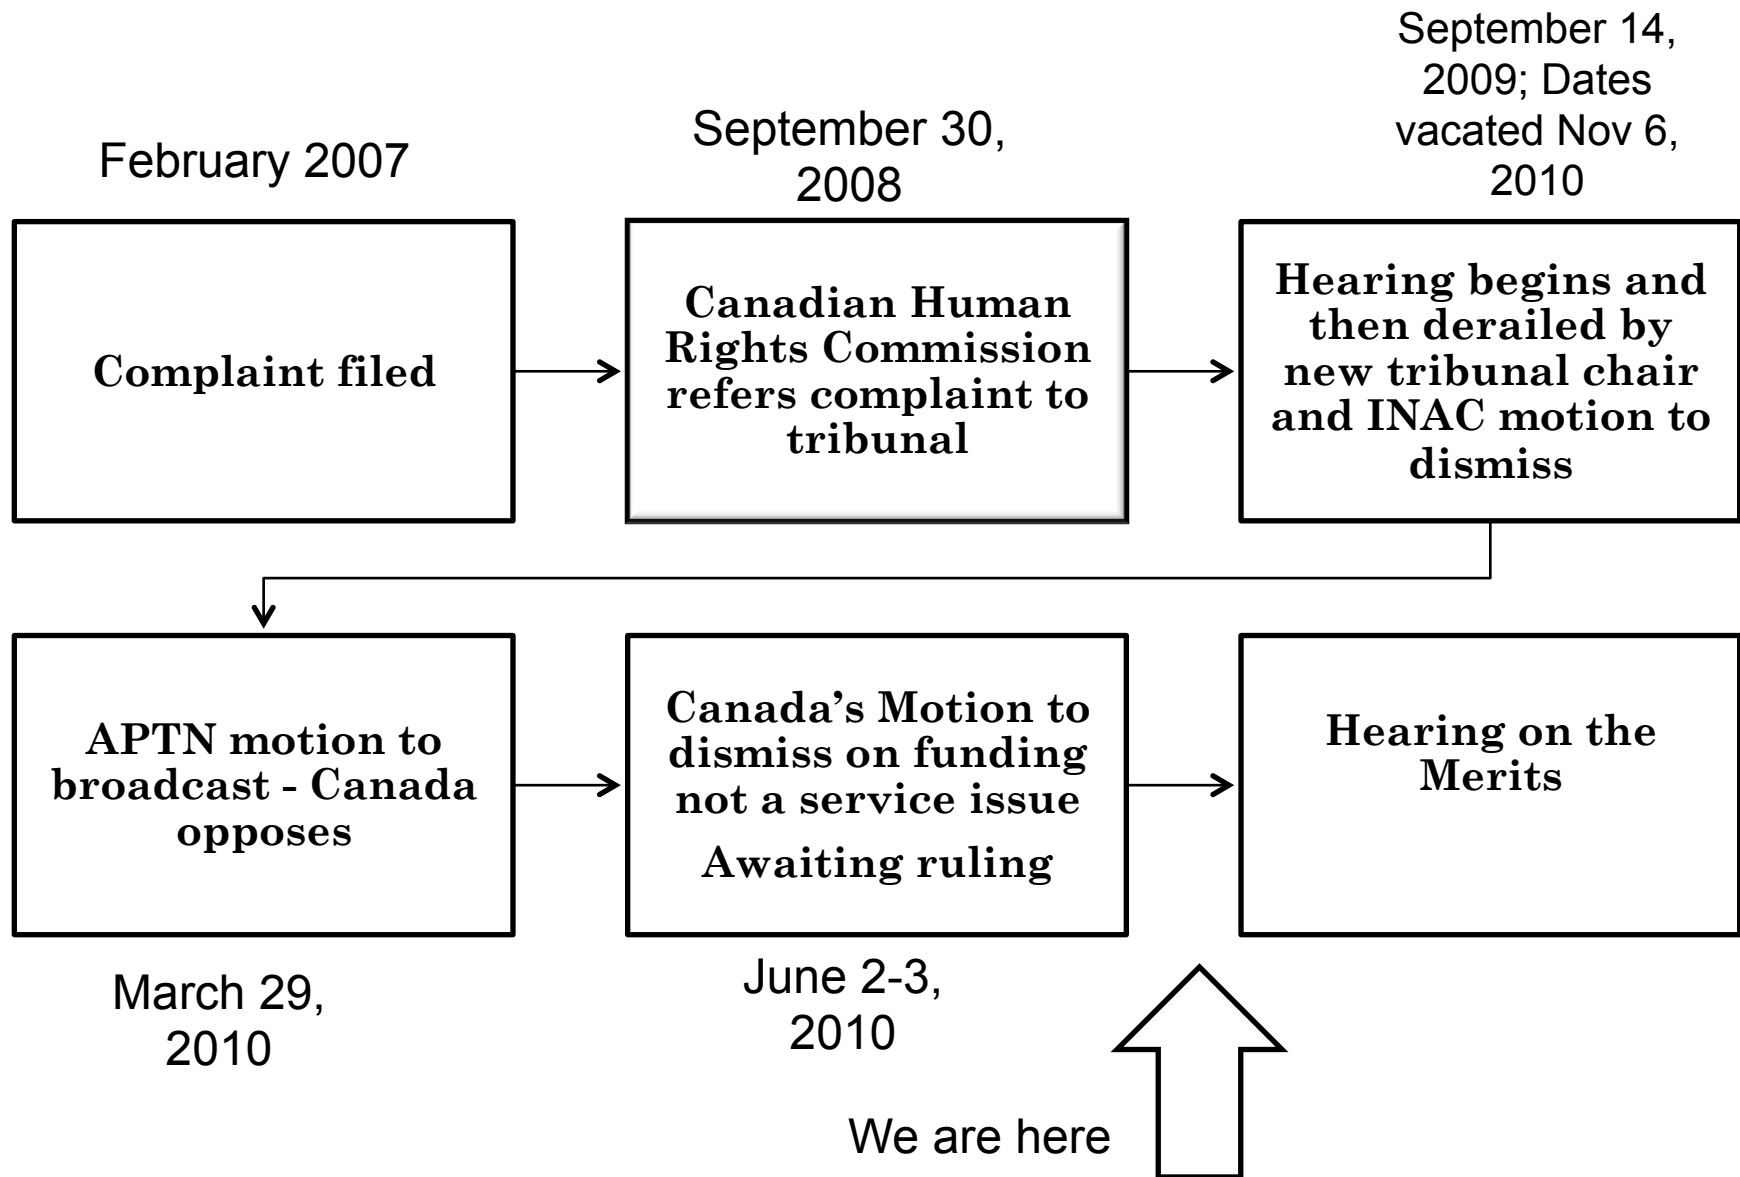 February 2007
Complaint filed
September 30,
2008
Canadian Human
Rights Commission
refers complaint to
tribunal
September 14,
2009; Dates
vacated Nov 6,
2010
Hearing begins and
then derailed by
new tribunal chair
and INAC motion to
dismiss
APTN motion to
broadcast - Canada
opposes
March 29,
2010
Canada’s Motion to
dismiss on funding
not a service issue
Awaiting ruling
June 2-3,
2010
Hearing on the
Merits
We are here